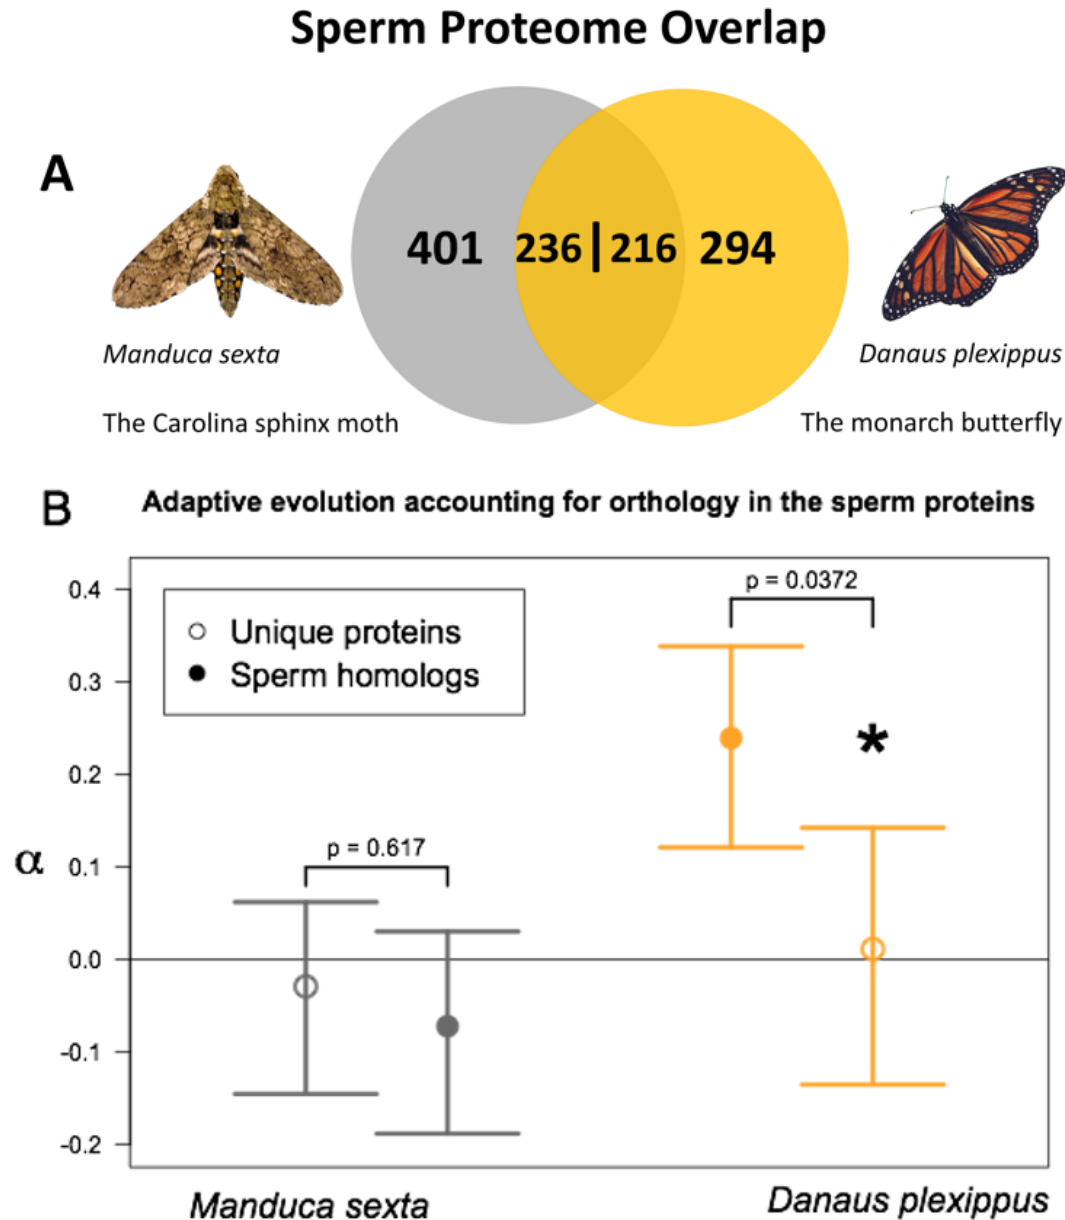 Sperm Proteome Overlap
A
401 236|216 294
Manduca sexta
Danaus plexippus
The Carolina sphinx moth
The monarch butterfly
B Adaptive evolution accounting for orthology in the sperm proteins
p = 0.0372
0.4
Unique proteins
Sperm homologs
0.3
*
0.2
p = 0.617
α
0.1
0.0
-0.1
-0.2
Manduca sexta
Danaus plexippus